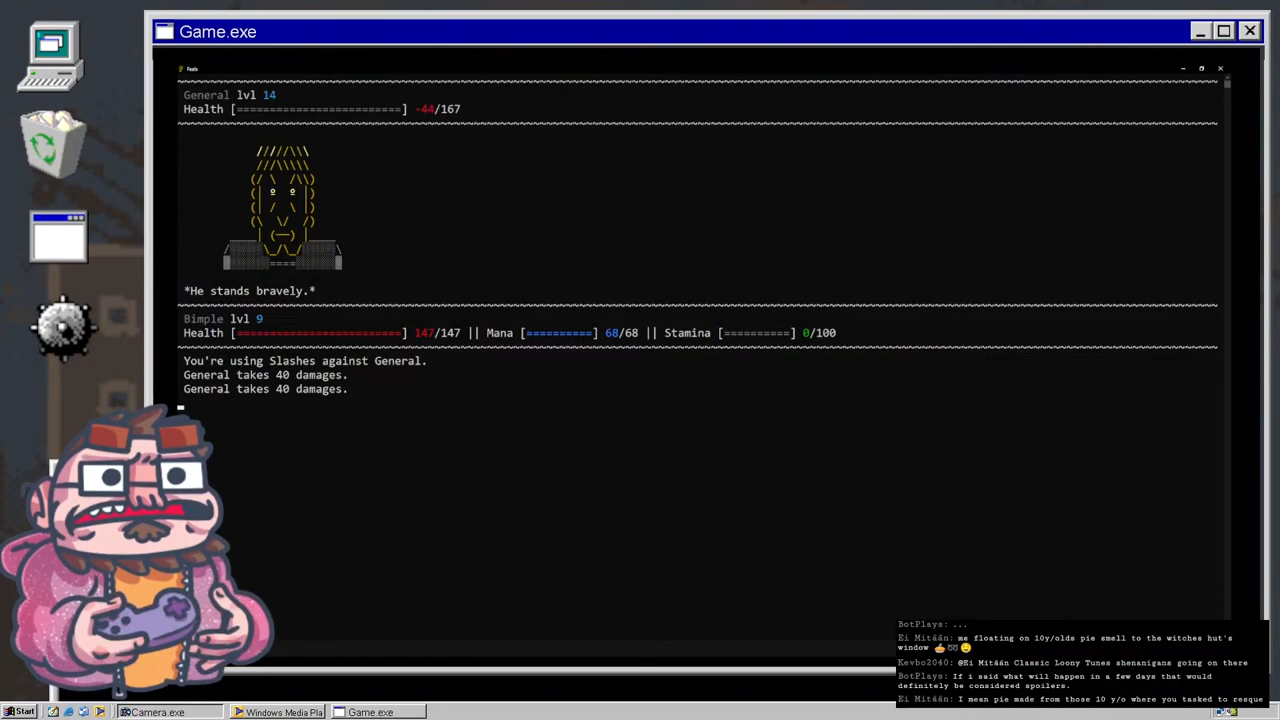 Game.exe
Feels
General lvl 14
Health [=========================] -44/167
*He stands bravely.*
Bimple lvl 9
Health [=========================] 147/147 || Mana [==========] 68/68 || Stamina [==========] 0/100
You're using Slashes against General.
General takes 40 damages.
General takes 40 damages.
BotPlays: ...
Ei Mitään: me floating on 10y/olds pie smell to the witches hut's
window
Kevbo2040: @Ei Mitään Classic Loony Tunes shenanigans going on there
BotPlays: If i said what will happen in a few days that would
definitely be considered spoilers.
Ei Mitään: I mean pie made from those 10 y/o where you tasked to resque
Start
Camera.exe
Windows Media Pla
Game.exe